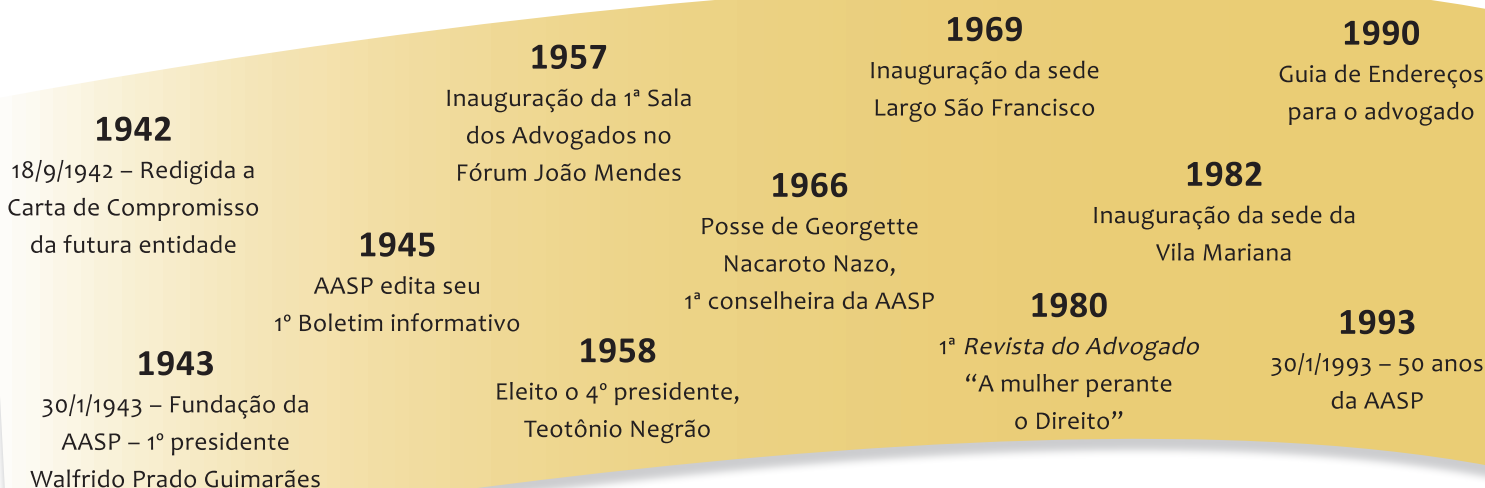 1942
18/9/1942 – Redigida a
Carta de Compromisso
da futura entidade
1943
30/1/1943 – Fundação da
AASP – 1º presidente
Walfrido Prado Guimarães
1945
AASP edita seu
1º Boletim informativo
1957
Inauguração da 1ª Sala
dos Advogados no
Fórum João Mendes
1958
Eleito o 4º presidente,
Teotônio Negrão
1966
Posse de Georgette
Nacaroto Nazo,
1ª conselheira da AASP
1969
Inauguração da sede
Largo São Francisco
1980
1ª Revista do Advogado
“A mulher perante
o Direito”
1982
Inauguração da sede da
Vila Mariana
1990
Guia de Endereços
para o advogado
1993
30/1/1993 – 50 anos
da AASP